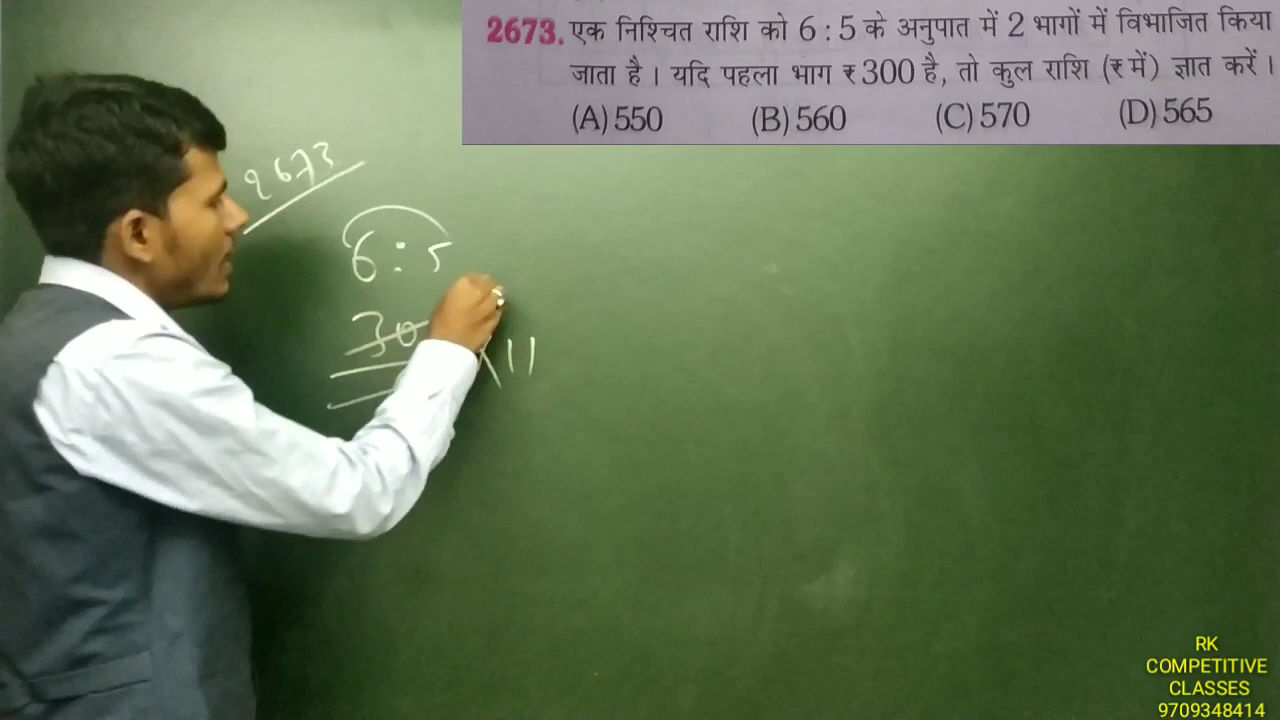 2673. एक निश्चित राशि को 6 : 5 के अनुपात में 2 भागों में विभाजित किया
जाता है । यदि पहला भाग ₹ 300 है, तो कुल राशि (₹ में) ज्ञात करें ।
(A) 550 (B) 560 (C) 570 (D) 565
2673
6 : 5
30
11
RK
COMPETITIVE
CLASSES
9709348414